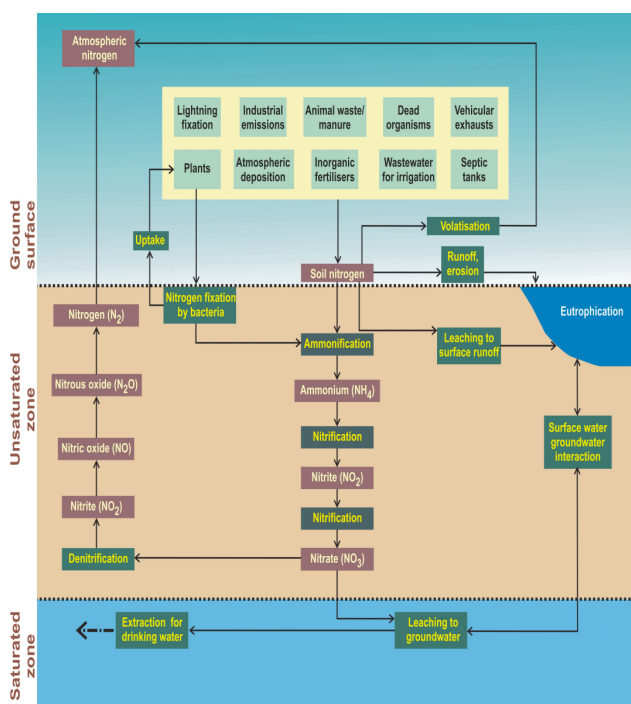 Atmospheric
nitrogen
Lightning
fixation
Industrial
emissions
Animal waste/
manure
Dead
organisms
Vehicular
exhausts
Plants
Atmospheric
deposition
Inorganic
fertilisers
Wastewater
for irrigation
Septic
tanks
Ground
surface
Uptake
Volatisation
Soil nitrogen
Runoff,
erosion
Nitrogen fixation
by bacteria
Nitrogen (N2)
Eutrophication
Ammonification
Leaching to
surface runoff
Unsaturated
zone
Nitrous oxide (N2O)
Ammonium (NH4)
Nitrification
Surface water
groundwater
interaction
Nitric oxide (NO)
Nitrite (NO2)
Nitrite (NO2)
Nitrification
Denitrification
Nitrate (NO3)
Saturated
zone
Extraction for
drinking water
Leaching to
groundwater